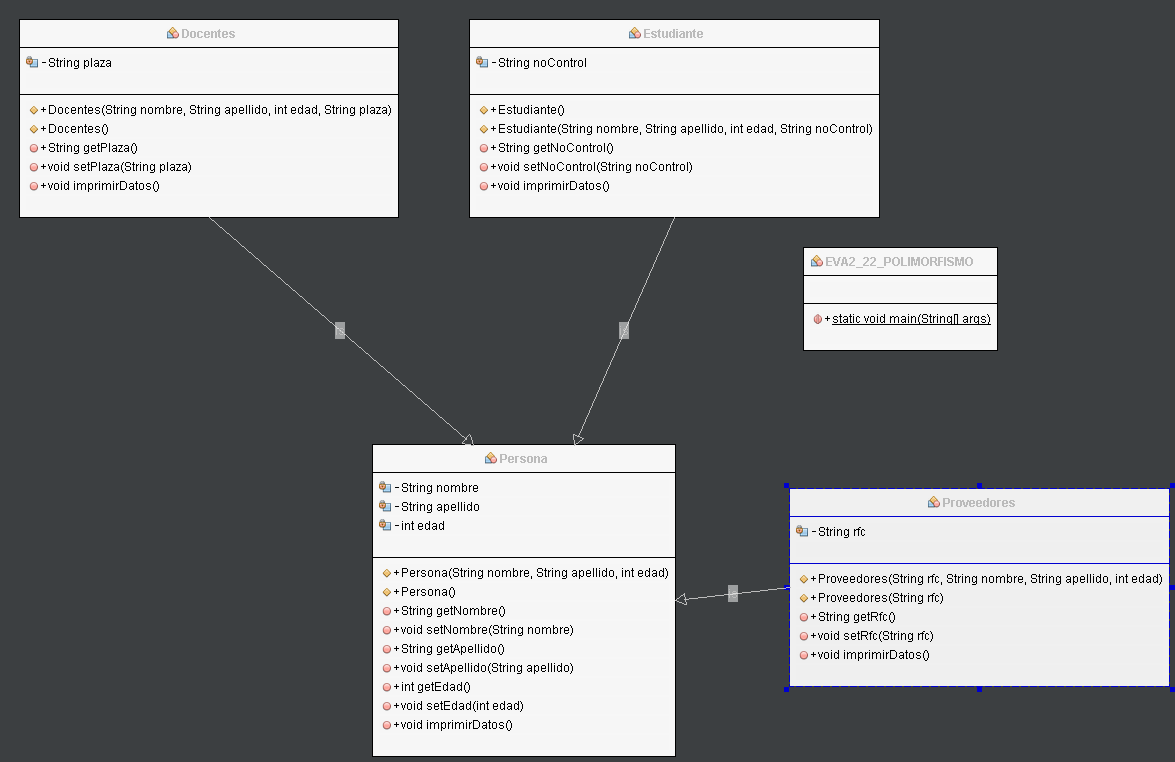 Docentes
- String plaza
+ Docentes(String nombre, String apellido, int edad, String plaza)
+ Docentes()
+ String getPlaza()
+ void setPlaza(String plaza)
+ void imprimirDatos()
Estudiante
- String noControl
+ Estudiante()
+ Estudiante(String nombre, String apellido, int edad, String noControl)
+ String getNoControl()
+ void setNoControl(String noControl)
+ void imprimirDatos()
EVA2_22_POLIMORFISMO
+ static void main(String[] args)
Persona
- String nombre
- String apellido
- int edad
+ Persona(String nombre, String apellido, int edad)
+ Persona()
+ String getNombre()
+ void setNombre(String nombre)
+ String getApellido()
+ void setApellido(String apellido)
+ int getEdad()
+ void setEdad(int edad)
+ void imprimirDatos()
Proveedores
- String rfc
+ Proveedores(String rfc, String nombre, String apellido, int edad)
+ Proveedores(String rfc)
+ String getRfc()
+ void setRfc(String rfc)
+ void imprimirDatos()